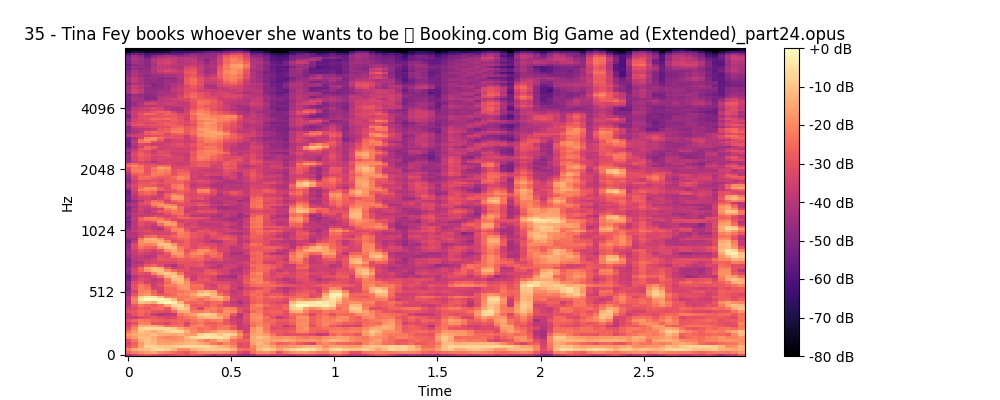 35 - Tina Fey books whoever she wants to be ▯ Booking.com Big Game ad (Extended)_part24.opus
+0 dB
4096
-10 dB
-20 dB
2048
-30 dB
Hz
1024
-40 dB
-50 dB
512
-60 dB
-70 dB
0
-80 dB
0
0.5
1
1.5
2
2.5
Time